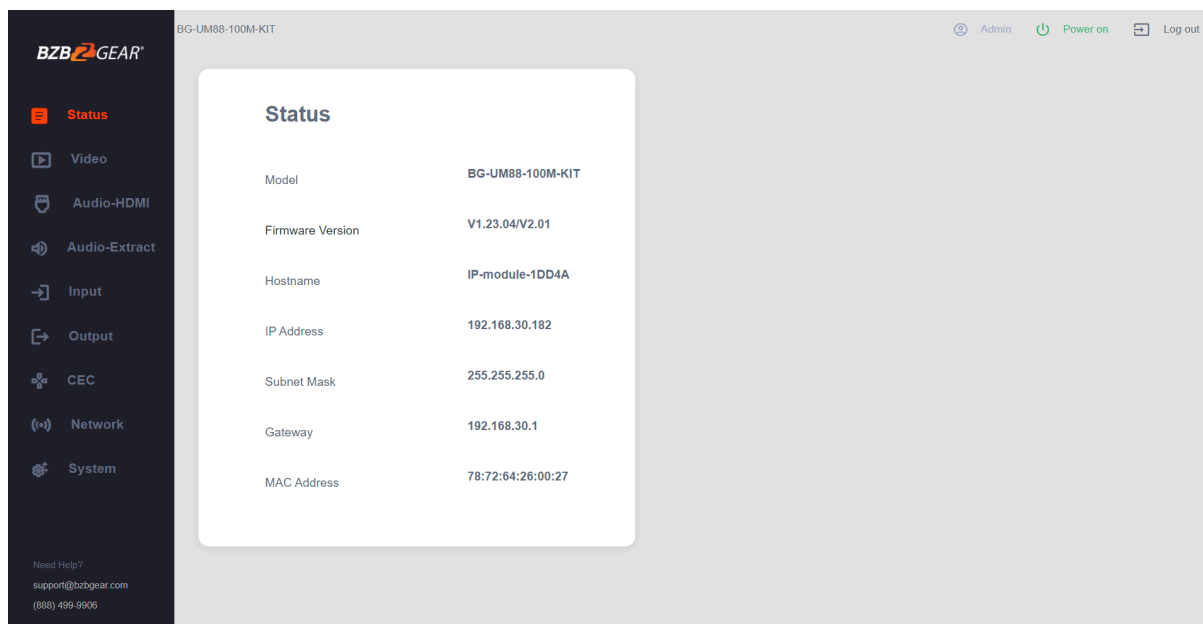 BG-UM88-100M-KIT
Admin
Power on
Log out
BZBGEAR®
Status
Video
Audio-HDMI
Audio-Extract
Input
Output
CEC
Network
System
Need Help?
support@bzbgear.com
(888) 499-9906
Status
Model BG-UM88-100M-KIT
Firmware Version V1.23.04/V2.01
Hostname IP-module-1DD4A
IP Address 192.168.30.182
Subnet Mask 255.255.255.0
Gateway 192.168.30.1
MAC Address 78:72:64:26:00:27